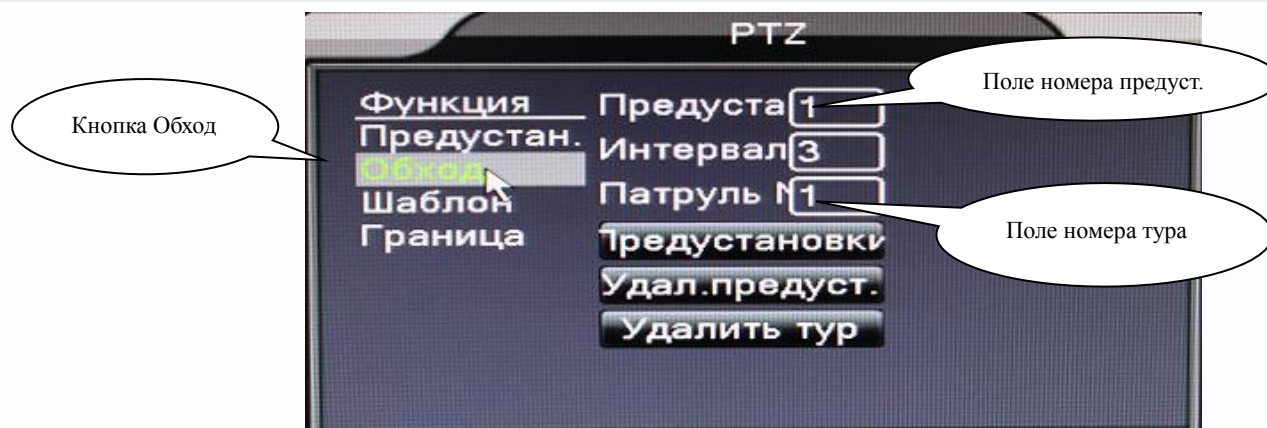 PTZ
Поле номера предуст.
Функция
Предуста 1
Кнопка Обход
Предустан.
Интервал 3
Обход
Патруль N 1
Шаблон
Поле номера тура
Граница
Предустановки
Удал.предуст.
Удалить тур